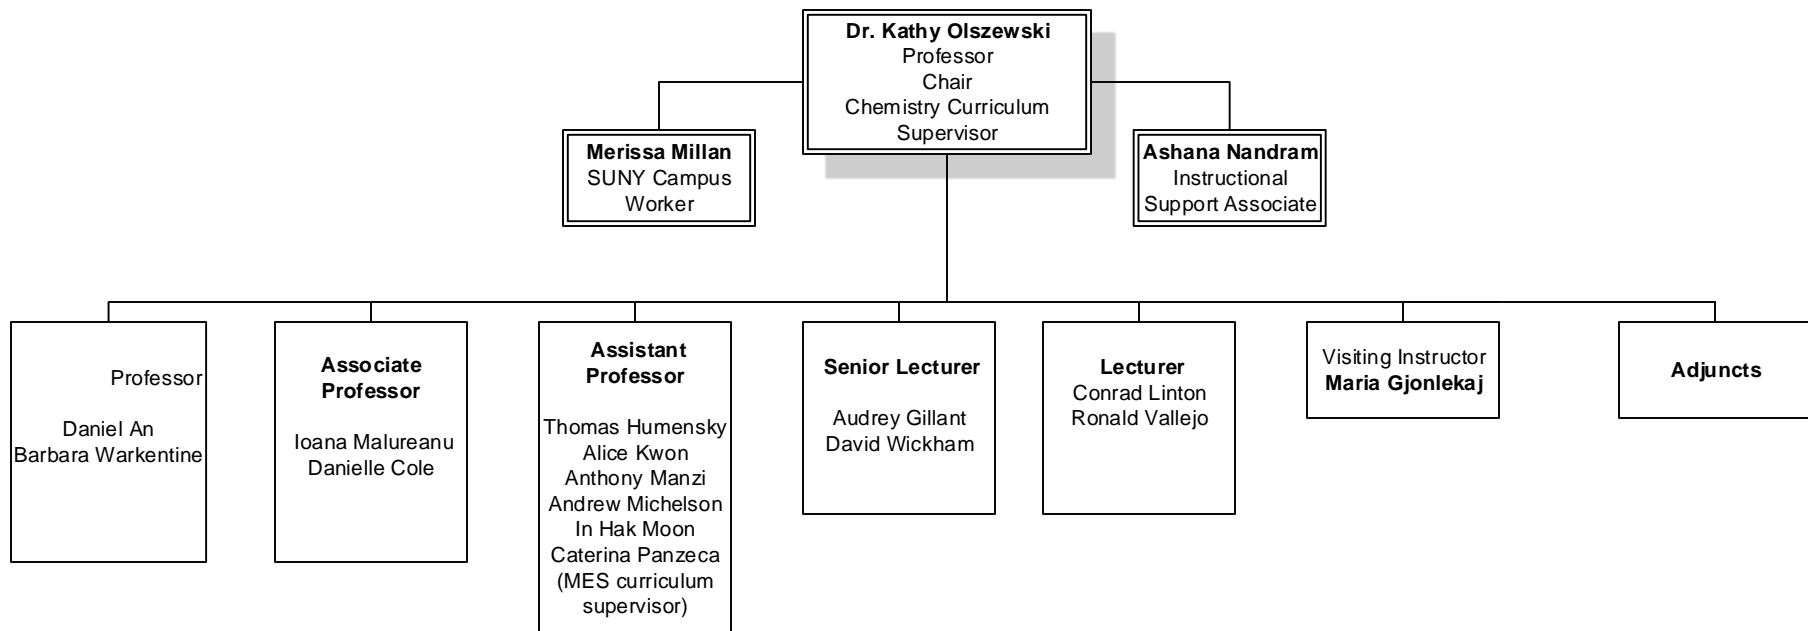 Dr. Kathy Olszewski
Professor
Chair
Chemistry Curriculum
Supervisor
Merissa Millan
SUNY Campus
Worker
Ashana Nandram
Instructional
Support Associate
Professor
Daniel An
Barbara Warkentine
Associate
Professor
Ioana Malureanu
Danielle Cole
Assistant
Professor
Thomas Humensky
Alice Kwon
Anthony Manzi
Andrew Michelson
In Hak Moon
Caterina Panzeca
(MES curriculum
supervisor)
Senior Lecturer
Audrey Gillant
David Wickham
Lecturer
Conrad Linton
Ronald Vallejo
Visiting Instructor
Maria Gjonlekaj
Adjuncts